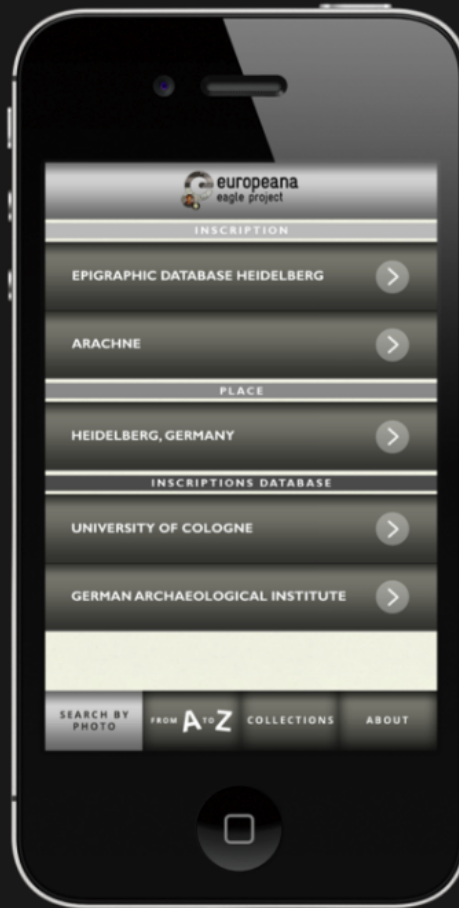 europeana
eagle project
INSCRIPTION
EPIGRAPHIC DATABASE HEIDELBERG
ARACHNE
PLACE
HEIDELBERG, GERMANY
INSCRIPTIONS DATABASE
UNIVERSITY OF COLOGNE
GERMAN ARCHAEOLOGICAL INSTITUTE
SEARCH BY
PHOTO
FROM A TO Z
COLLECTIONS
ABOUT